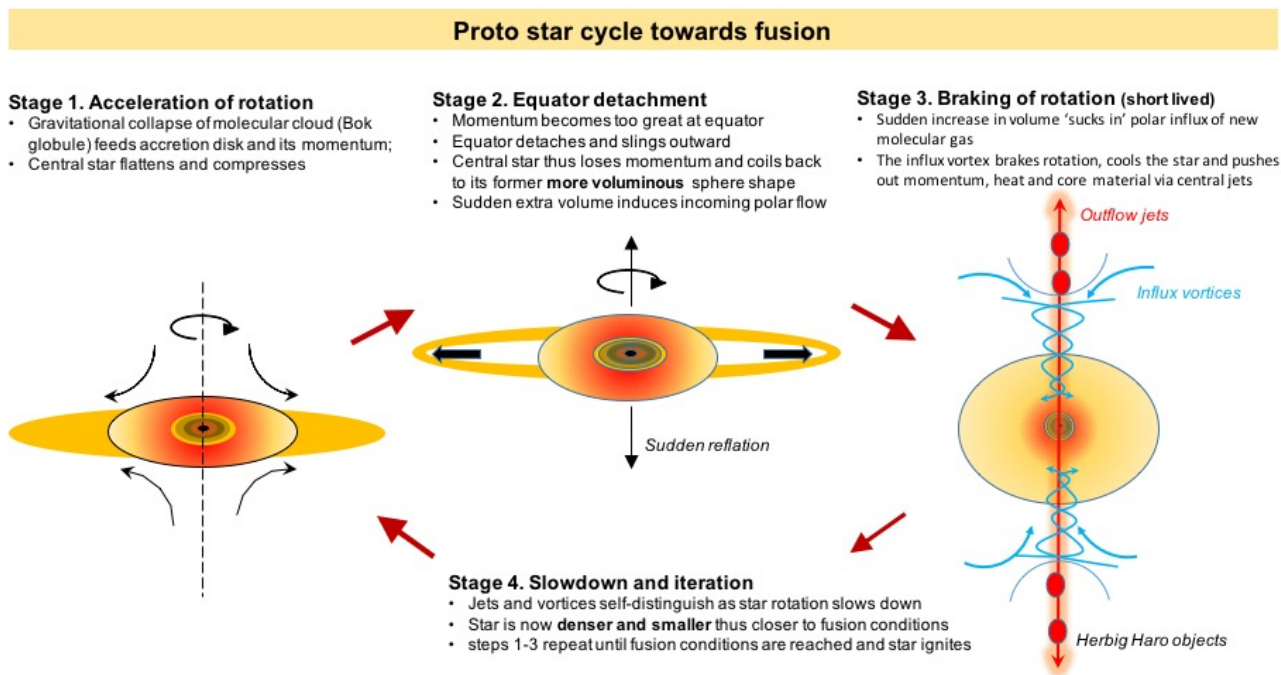 Proto star cycle towards fusion
Stage 1. Acceleration of rotation
• Gravitational collapse of molecular cloud (Bok
globule) feeds accretion disk and its momentum;
• Central star flattens and compresses
Stage 2. Equator detachment
• Momentum becomes too great at equator
• Equator detaches and slings outward
• Central star thus loses momentum and coils back
to its former more voluminous sphere shape
• Sudden extra volume induces incoming polar flow
Stage 3. Braking of rotation (short lived)
• Sudden increase in volume ‘sucks in’ polar influx of new
molecular gas
• The influx vortex brakes rotation, cools the star and pushes
out momentum, heat and core material via central jets
Outflow jets
Influx vortices
Sudden reflation
Stage 4. Slowdown and iteration
• Jets and vortices self-distinguish as star rotation slows down
• Star is now denser and smaller thus closer to fusion conditions
• steps 1-3 repeat until fusion conditions are reached and star ignites
Herbig Haro objects